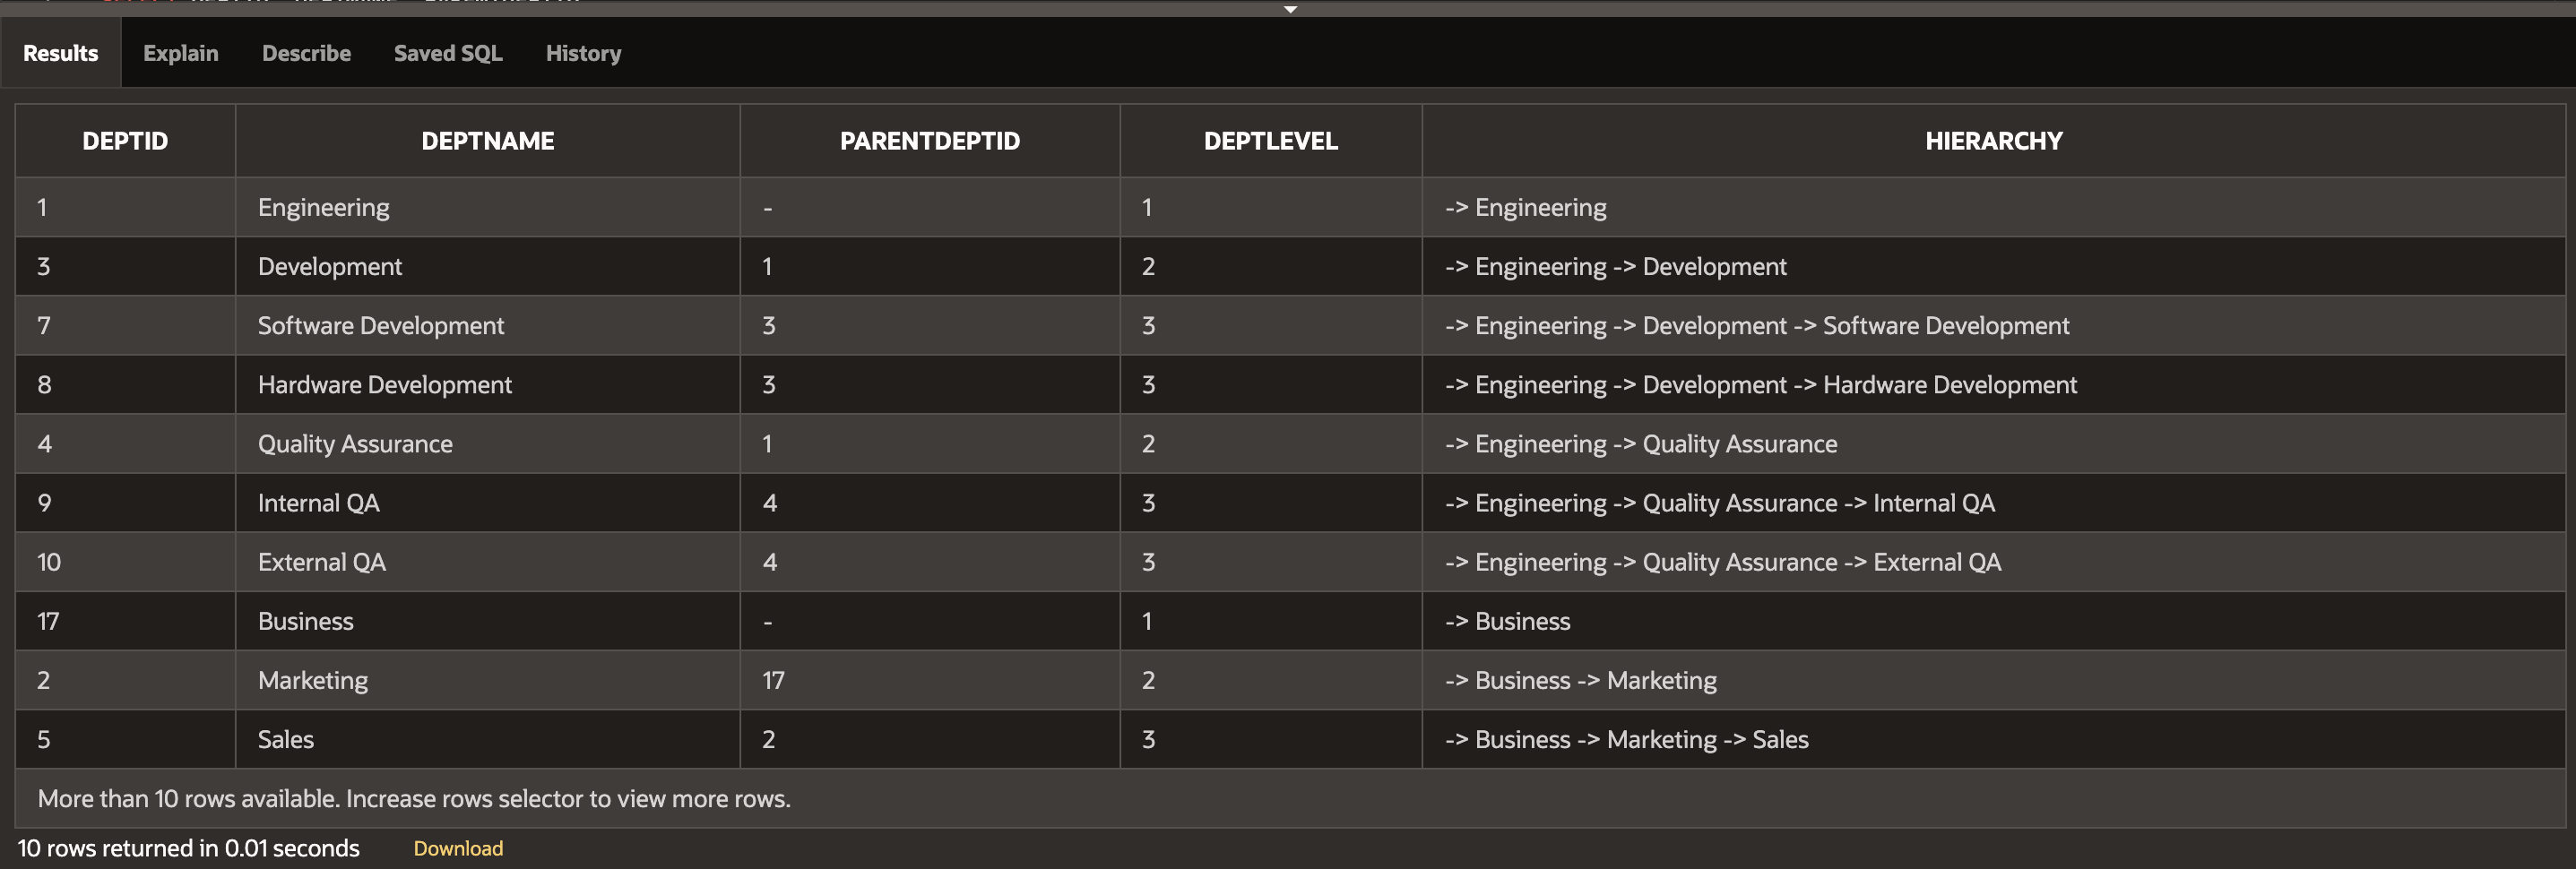 Results Explain Describe Saved SQL History
DEPTID DEPTNAME PARENTDEPTID DEPTLEVEL HIERARCHY
1 Engineering - 1 -> Engineering
3 Development 1 2 -> Engineering -> Development
7 Software Development 3 3 -> Engineering -> Development -> Software Development
8 Hardware Development 3 3 -> Engineering -> Development -> Hardware Development
4 Quality Assurance 1 2 -> Engineering -> Quality Assurance
9 Internal QA 4 3 -> Engineering -> Quality Assurance -> Internal QA
10 External QA 4 3 -> Engineering -> Quality Assurance -> External QA
17 Business - 1 -> Business
2 Marketing 17 2 -> Business -> Marketing
5 Sales 2 3 -> Business -> Marketing -> Sales
More than 10 rows available. Increase rows selector to view more rows.
10 rows returned in 0.01 seconds Download